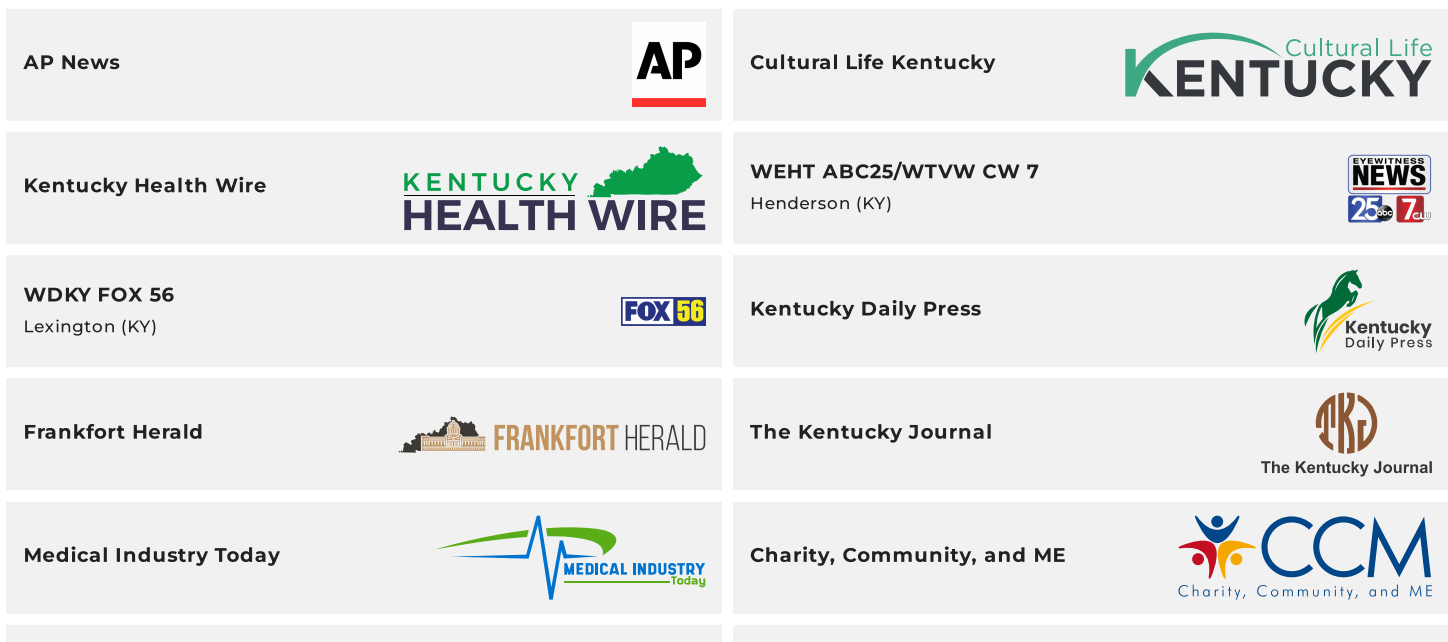 AP News
AP
Cultural Life Kentucky
Cultural Life
KENTUCKY
Kentucky Health Wire
KENTUCKY
HEALTH WIRE
WEHT ABC25/WTVW CW 7
Henderson (KY)
EYEWITNESS
NEWS
25 abc 7 CW
WDKY FOX 56
Lexington (KY)
FOX 56
Kentucky Daily Press
Kentucky
Daily Press
Frankfort Herald
FRANKFORT HERALD
The Kentucky Journal
TKJ
The Kentucky Journal
Medical Industry Today
MEDICAL INDUSTRY
Today
Charity, Community, and ME
CCM
Charity, Community, and ME